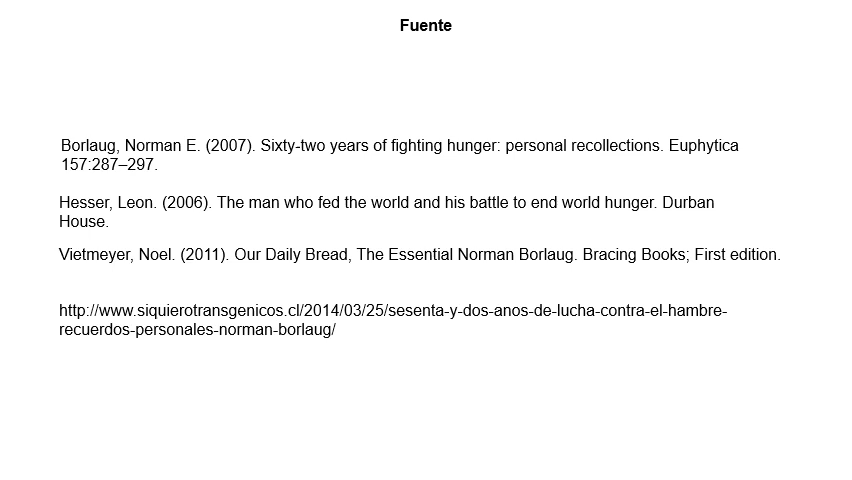 Fuente
Borlaug, Norman E. (2007). Sixty-two years of fighting hunger: personal recollections. Euphytica
157:287–297.
Hesser, Leon. (2006). The man who fed the world and his battle to end world hunger. Durban
House.
Vietmeyer, Noel. (2011). Our Daily Bread, The Essential Norman Borlaug. Bracing Books; First edition.
http://www.siquierotransgenicos.cl/2014/03/25/sesenta-y-dos-anos-de-lucha-contra-el-hambre-
recuerdos-personales-norman-borlaug/